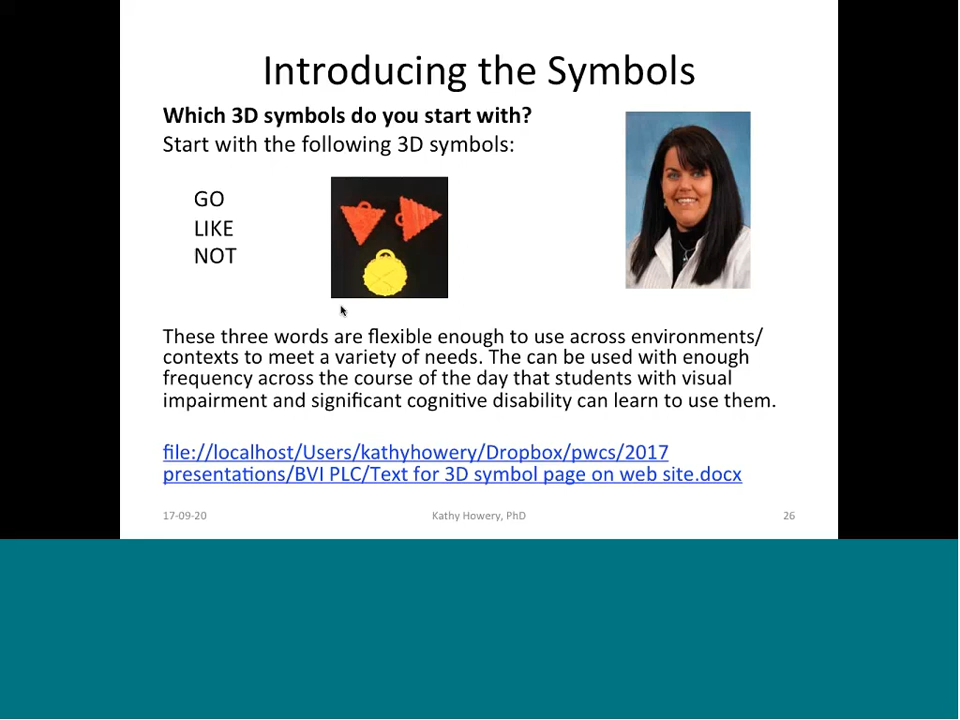 Introducing the Symbols
Which 3D symbols do you start with?
Start with the following 3D symbols:
GO
LIKE
NOT
These three words are flexible enough to use across environments/
contexts to meet a variety of needs. The can be used with enough
frequency across the course of the day that students with visual
impairment and significant cognitive disability can learn to use them.
file://localhost/Users/kathyhowery/Dropbox/pwcs/2017
presentations/BVI PLC/Text for 3D symbol page on web site.docx
17-09-20
Kathy Howery, PhD
26